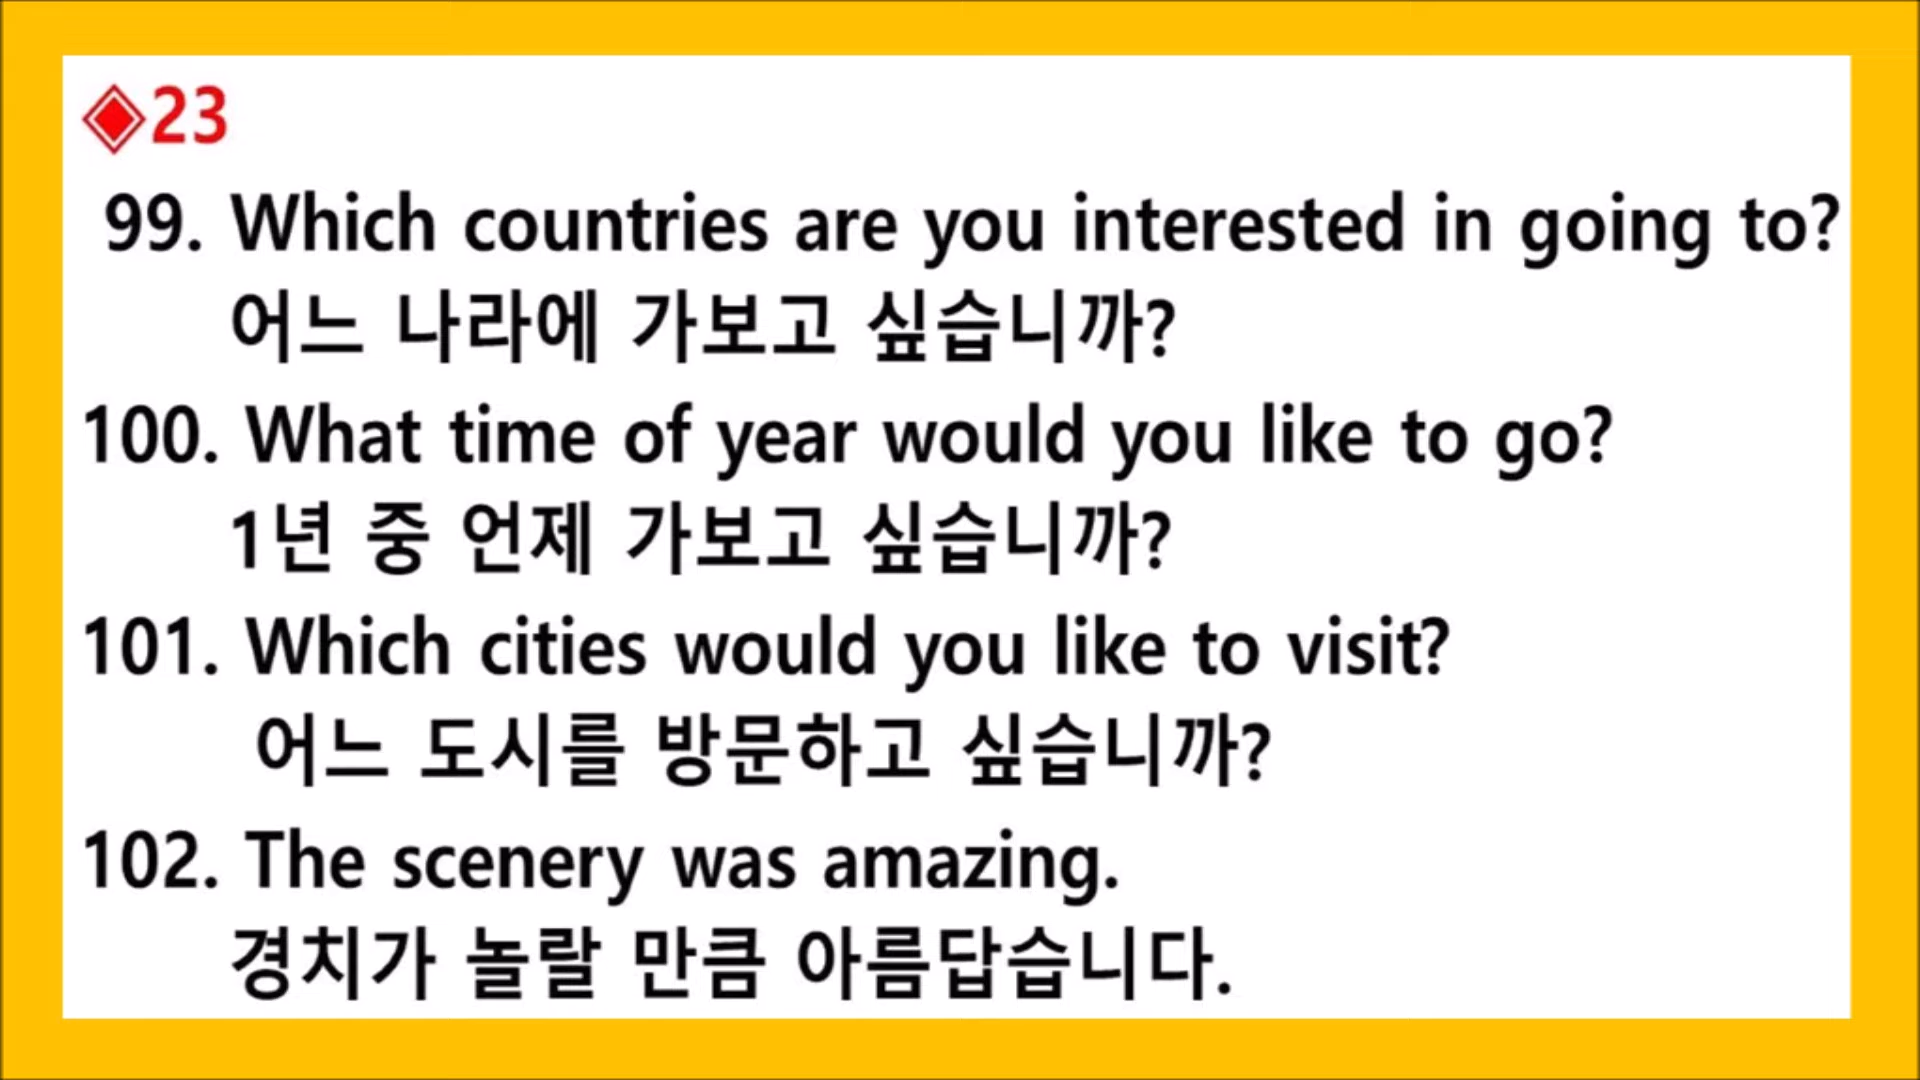 ◈23
99. Which countries are you interested in going to?
어느 나라에 가보고 싶습니까?
100. What time of year would you like to go?
1년 중 언제 가보고 싶습니까?
101. Which cities would you like to visit?
어느 도시를 방문하고 싶습니까?
102. The scenery was amazing.
경치가 놀랄 만큼 아름답습니다.